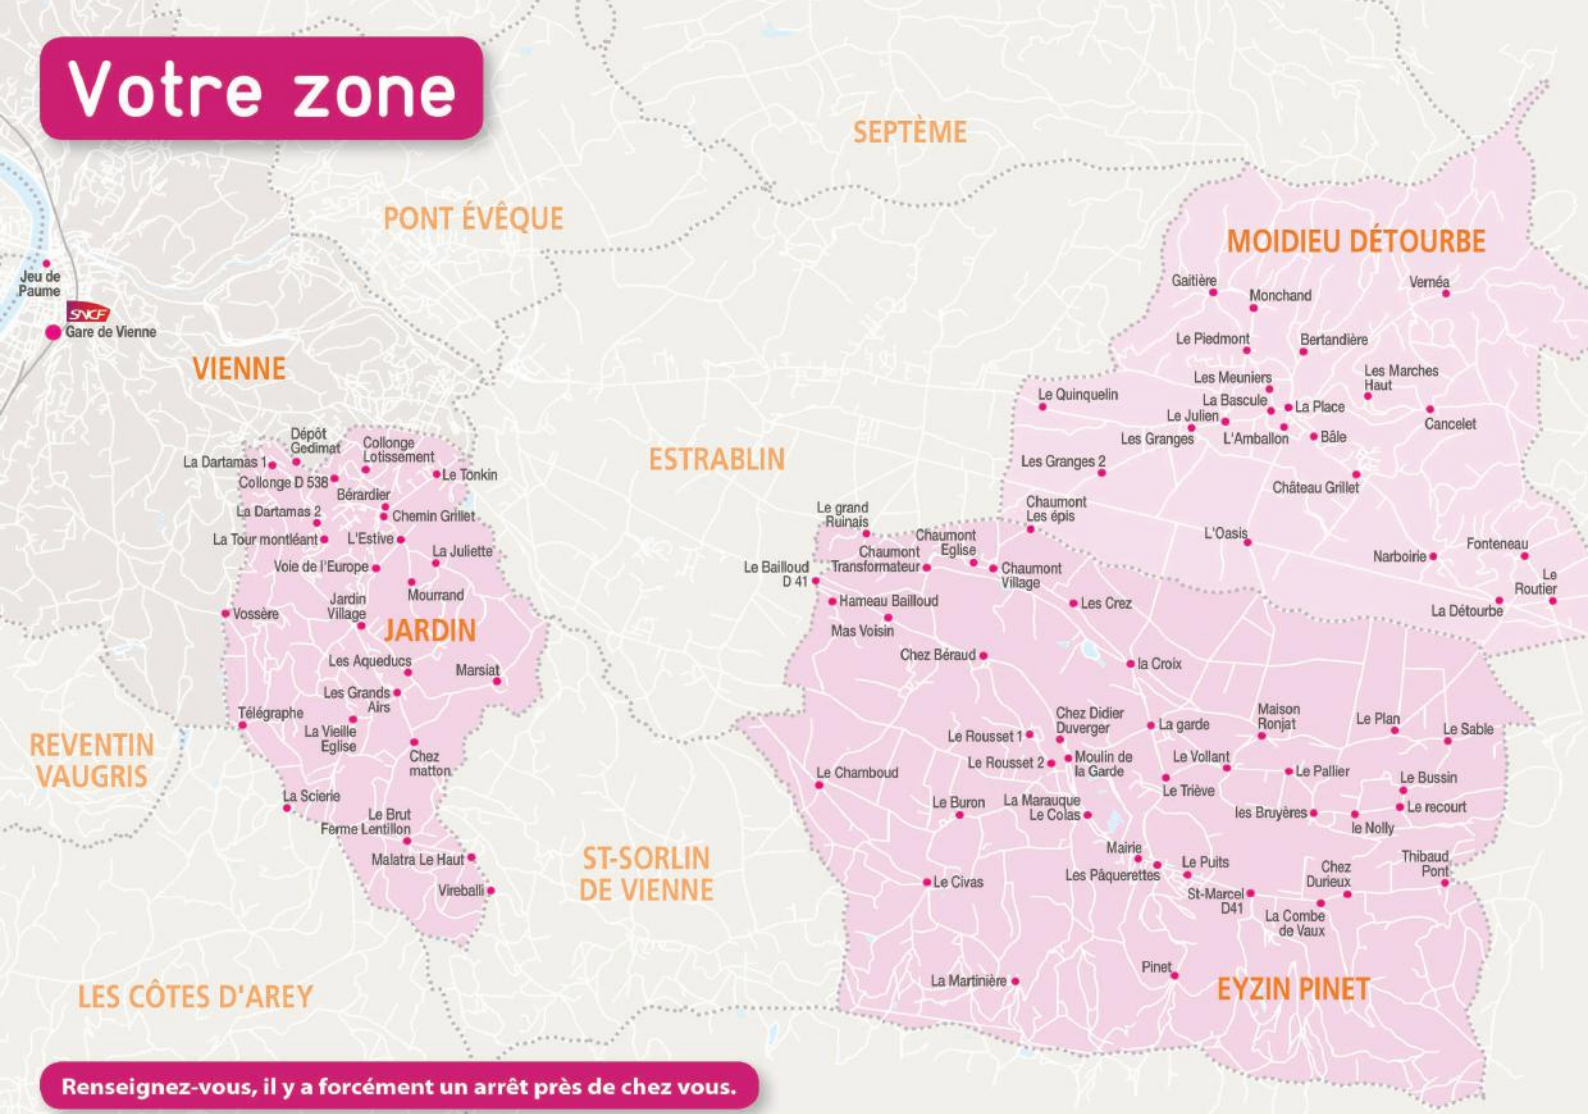 Votre zone
SEPTÈME
PONT ÉVÊQUE
MOIDIEU DÉTOURBE
Jeu de
Paume
SNCF
Gare de Vienne
VIENNE
ESTRABLIN
Gaitière
Monchand
Vernéa
Le Piedmont
Bertandière
Les Meuniers
Les Marches
Haut
Le Quinquelin
La Bascule
La Place
Le Julien
Cancelet
Les Granges
L'Amballon
Bâle
Les Granges 2
Château Grillet
L'Oasis
Narboirie
Fonteneau
Le
Routier
La Détourbe
Dépôt
Gedimat
Collonge
Lotissement
La Dartamas 1
Collonge D 538
Le Tonkin
Bérardier
La Dartamas 2
Chemin Grillet
La Tour montléant
L'Estive
La Juliette
Voie de l'Europe
Mourrand
Jardin
Village
Vossère
JARDIN
Les Aqueducs
Marsiat
Les Grands
Airs
Télégraphe
La Vieille
Eglise
Chez
matton
La Scierie
Le Brut
Ferme Lentillon
Malatra Le Haut
Vireballi
REVENTIN
VAUGRIS
ST-SORLIN
DE VIENNE
LES CÔTES D'AREY
Le grand
Ruinais
Chaumont
Les épis
Chaumont
Eglise
Chaumont
Transformateur
Chaumont
Village
Le Bailloud
D 41
Hameau Bailloud
Mas Voisin
Les Crez
Chez Béraud
la Croix
Chez Didier
Duverger
La garde
Maison
Ronjat
Le Plan
Le Sable
Le Rousset 1
Le Rousset 2
Moulin de
la Garde
Le Vollant
Le Chamboud
Le Pallier
Le Bussin
Le Triève
Le Buron
La Marauque
Le Colas
les Bruyères
le Nolly
Le recourt
Mairie
Les Pâquerettes
Le Puits
Chez
Durieux
Thibaud
Pont
Le Civas
St-Marcel
D41
La Combe
de Vaux
La Martinière
Pinet
EYZIN PINET
Renseignez-vous, il y a forcément un arrêt près de chez vous.